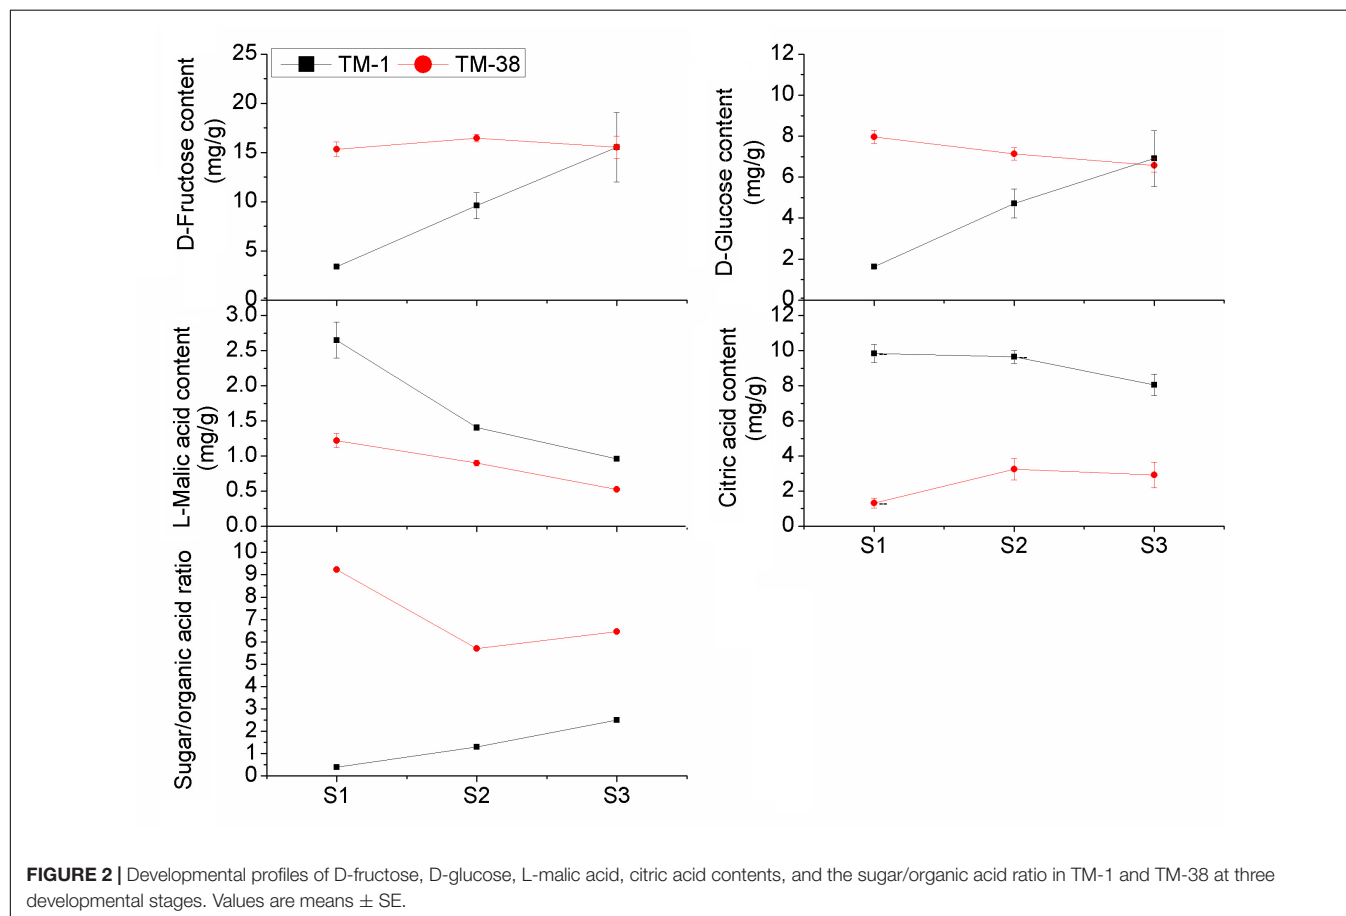 TM-1 TM-38
D-Fructose content
(mg/g)
25
20
15
10
5
0
D-Glucose content
(mg/g)
12
10
8
6
4
2
0
L-Malic acid content
(mg/g)
3.0
2.5
2.0
1.5
1.0
0.5
0.0
Citric acid content
(mg/g)
12
10
8
6
4
2
0
S1 S2 S3
Sugar/organic acid ratio
10
9
8
7
6
5
4
3
2
1
0
S1 S2 S3
FIGURE 2 | Developmental profiles of D-fructose, D-glucose, L-malic acid, citric acid contents, and the sugar/organic acid ratio in TM-1 and TM-38 at three
developmental stages. Values are means ± SE.